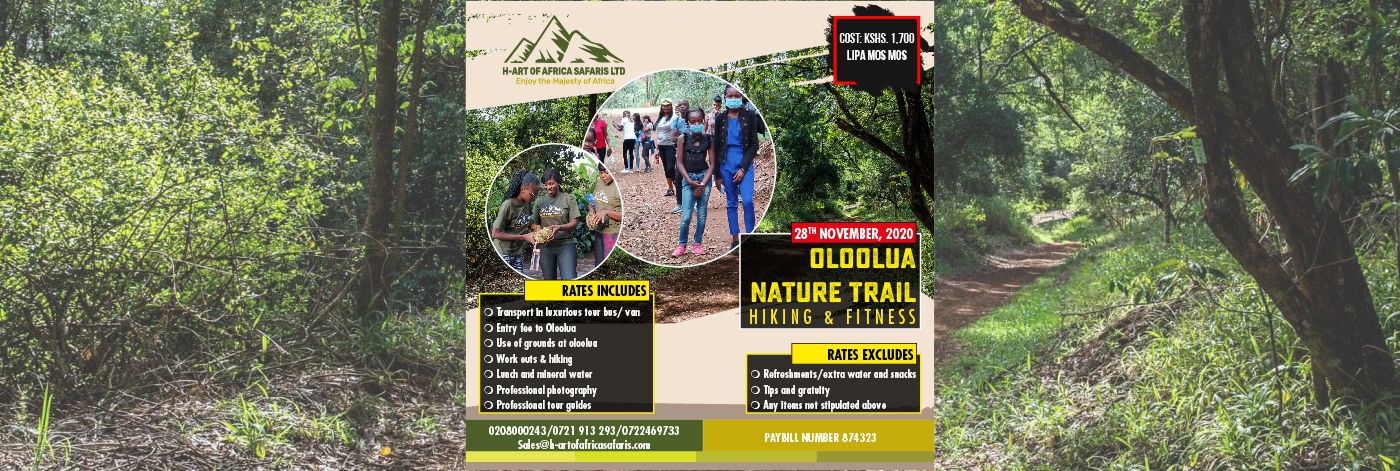 H-ART OF AFRICA SAFARIS LTD
Enjoy the Majesty of Africa
COST: KSHS. 1,700
LIPA MOS MOS
28TH NOVEMBER, 2020
OLOOLUA
NATURE TRAIL
HIKING & FITNESS
RATES INCLUDES
Transport in luxurious tour bus/ van
Entry fee to Oloolua
Use of grounds at oloolua
Work outs & hiking
Lunch and mineral water
Professional photography
Professional tour guides
RATES EXCLUDES
Refreshments/extra water and snacks
Tips and gratuity
Any items not stipulated above
0208000243/0721 913 293/0722469733
Sales@h-artofafricasafaris.com
PAYBILL NUMBER 874323